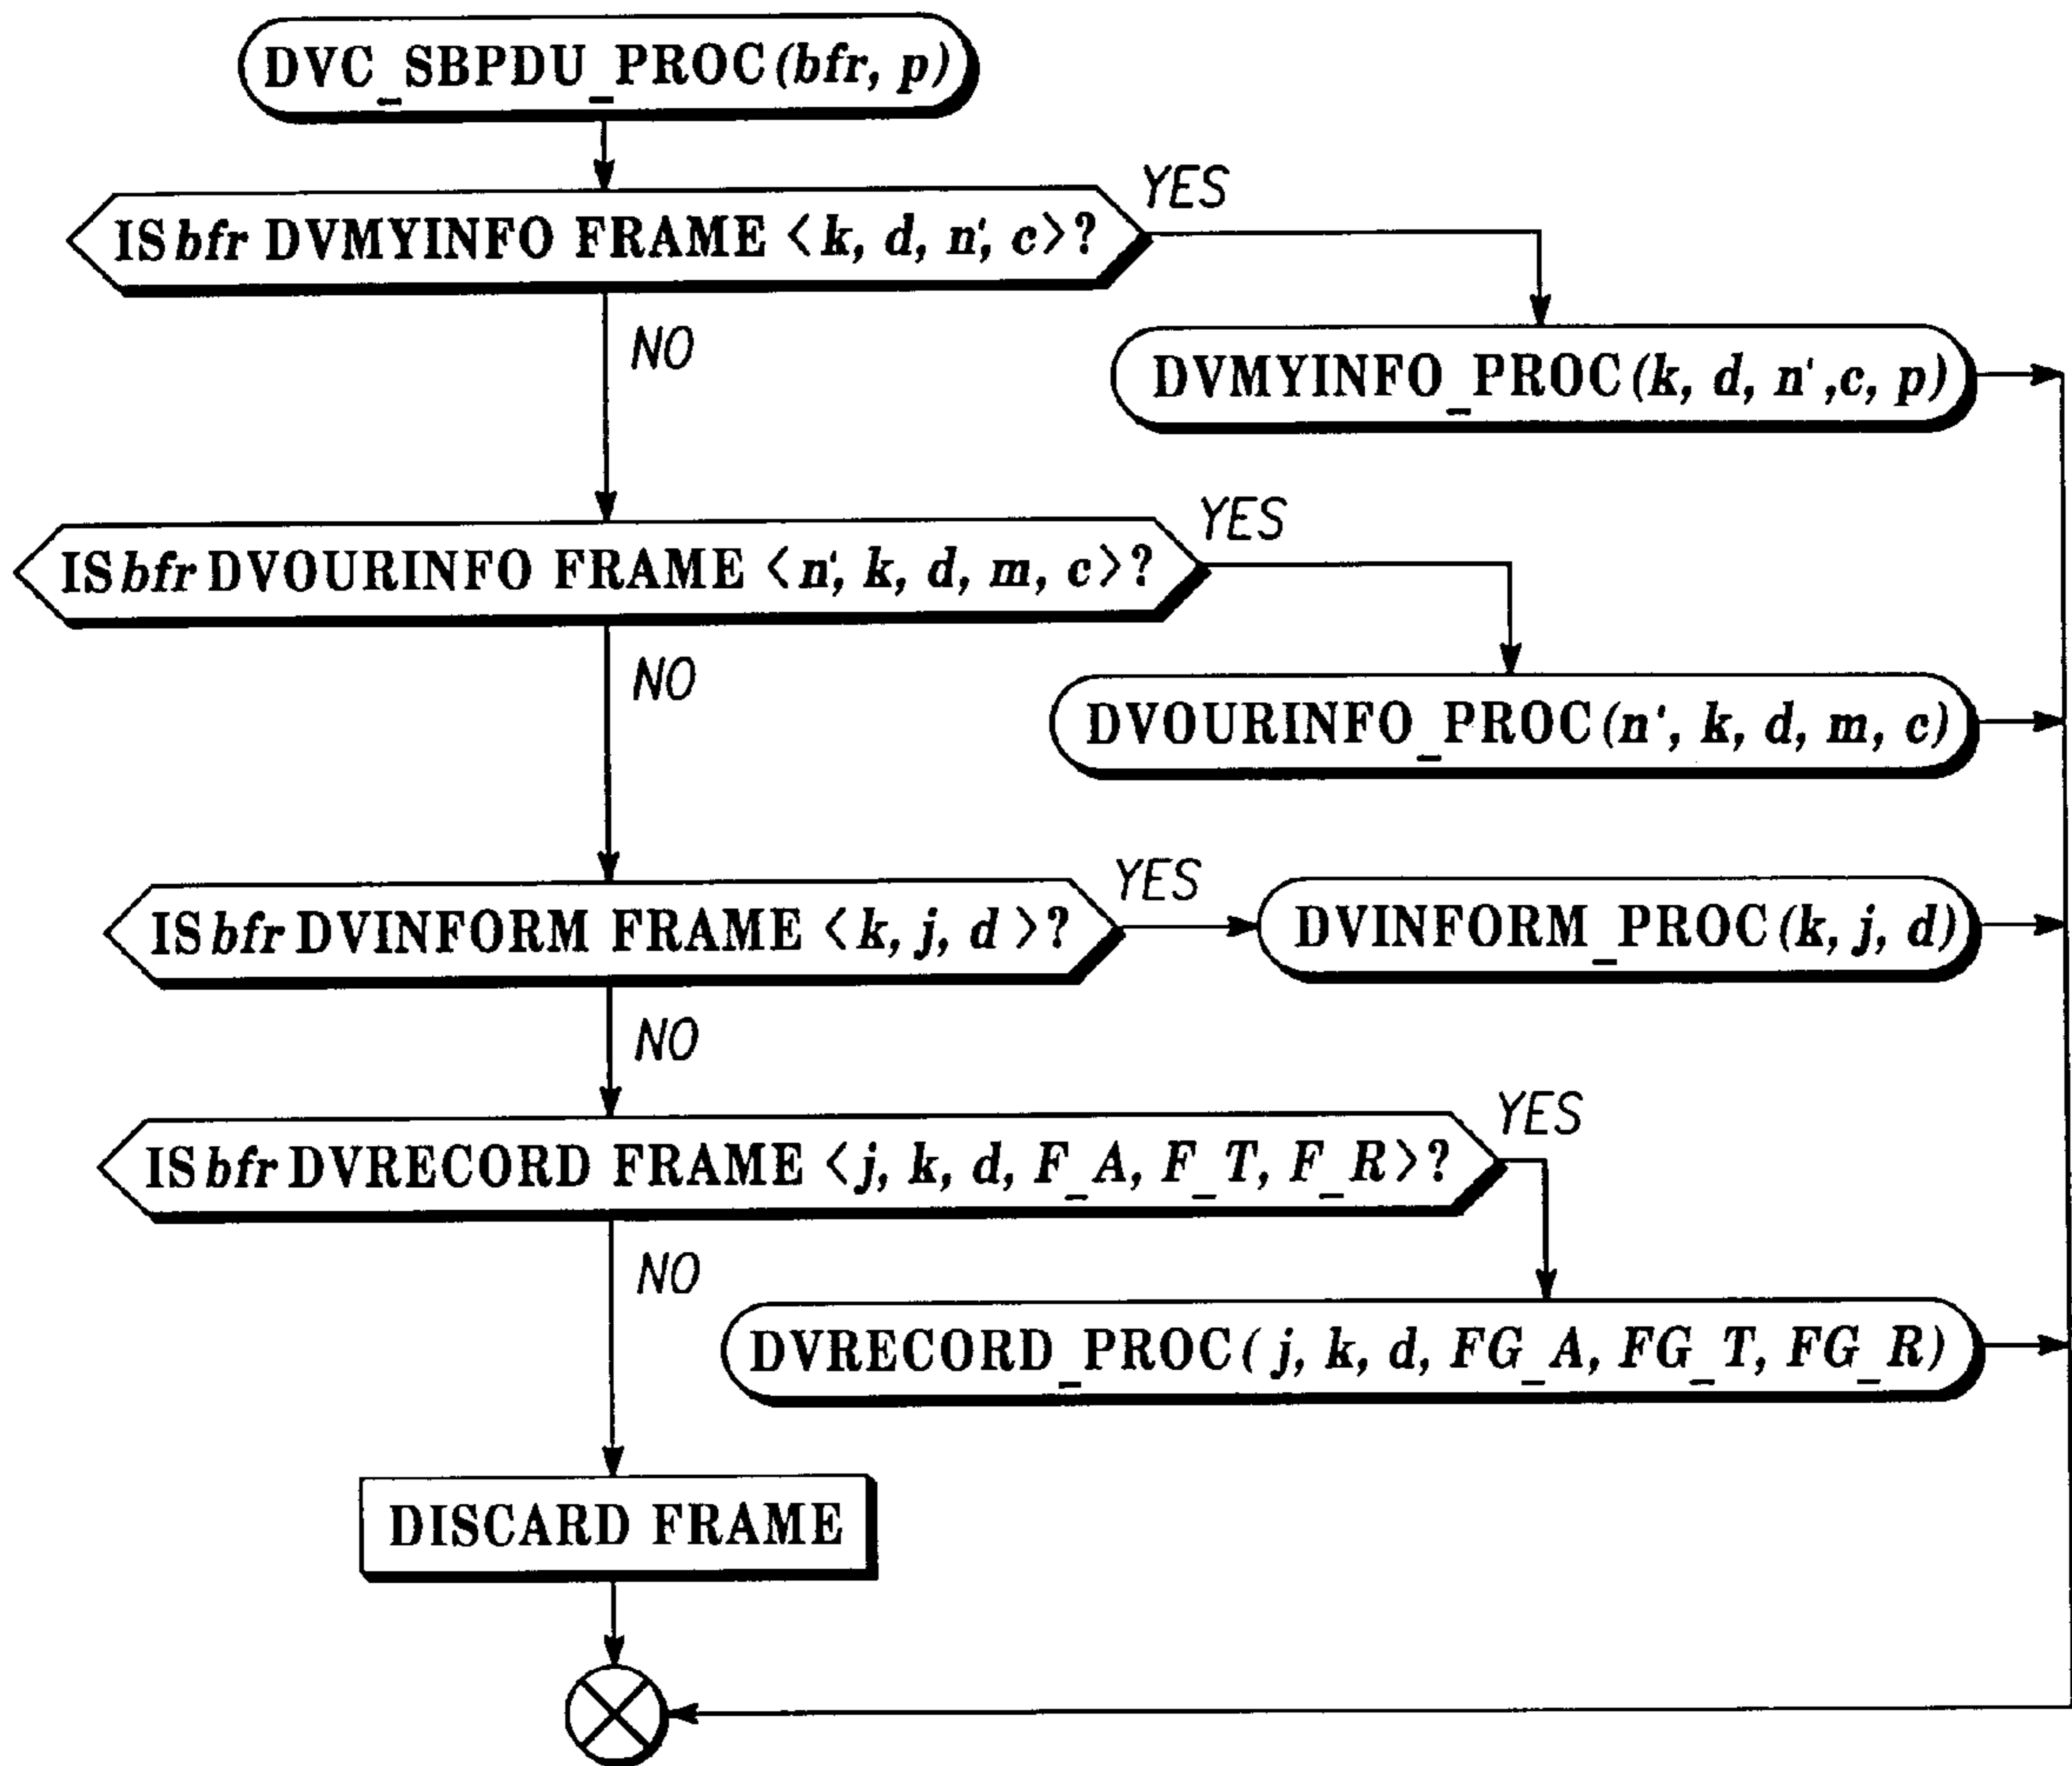 DVC_SBPDU_PROC(bfr, p)
IS bfr DVMYINFO FRAME <k, d, n', c>?
YES
NO
DVMYINFO_PROC(k, d, n' ,c, p)
IS bfr DVOURINFO FRAME <n', k, d, m, c>?
YES
NO
DVOURINFO_PROC(n', k, d, m, c)
IS bfr DVINFORM FRAME <k, j, d >?
YES
DVINFORM_PROC(k, j, d)
NO
IS bfr DVRECORD FRAME <j, k, d, F_A, F_T, F_R>?
YES
NO
DVRECORD_PROC( j, k, d, FG_A, FG_T, FG_R)
DISCARD FRAME